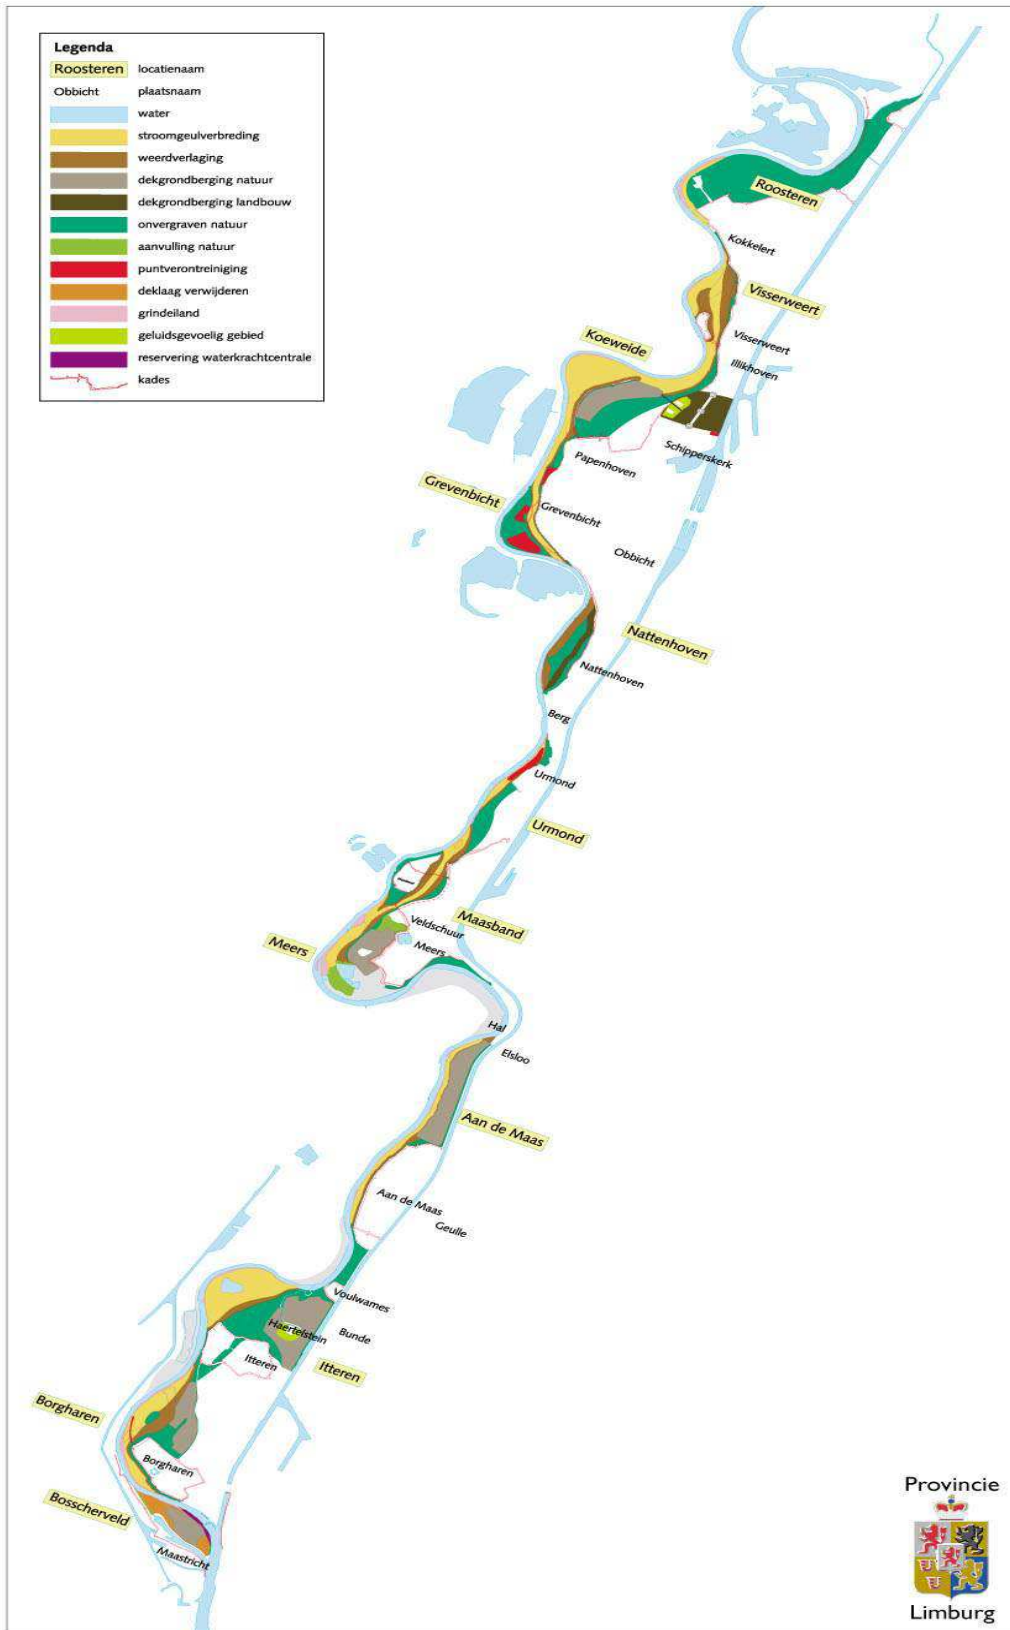 Legenda
Roosteren locatienaam
Obbicht plaatsnaam
water
stroomgeulverbreding
weerdverlaging
dekgrondberging natuur
dekgrondberging landbouw
onvergraven natuur
aanvulling natuur
puntverontreiniging
deklaag verwijderen
grindeiland
geluidsgevoelig gebied
reservering waterkrachtcentrale
kades
Roosteren
Kokkelert
Visserweert
Koeweide
Visserweert
Illikhoven
Schipperskerk
Papenhoven
Grevenbicht
Grevenbicht
Obbicht
Nattenhoven
Nattenhoven
Berg
Urmond
Urmond
Maasband
Veldschuur
Meers
Meers
Hal
Elsloo
Aan de Maas
Aan de Maas
Geulle
Voulwames
Haertelstein
Bunde
Itteren
Itteren
Borgharen
Borgharen
Bosscherveld
Maastricht
Provincie
Limburg